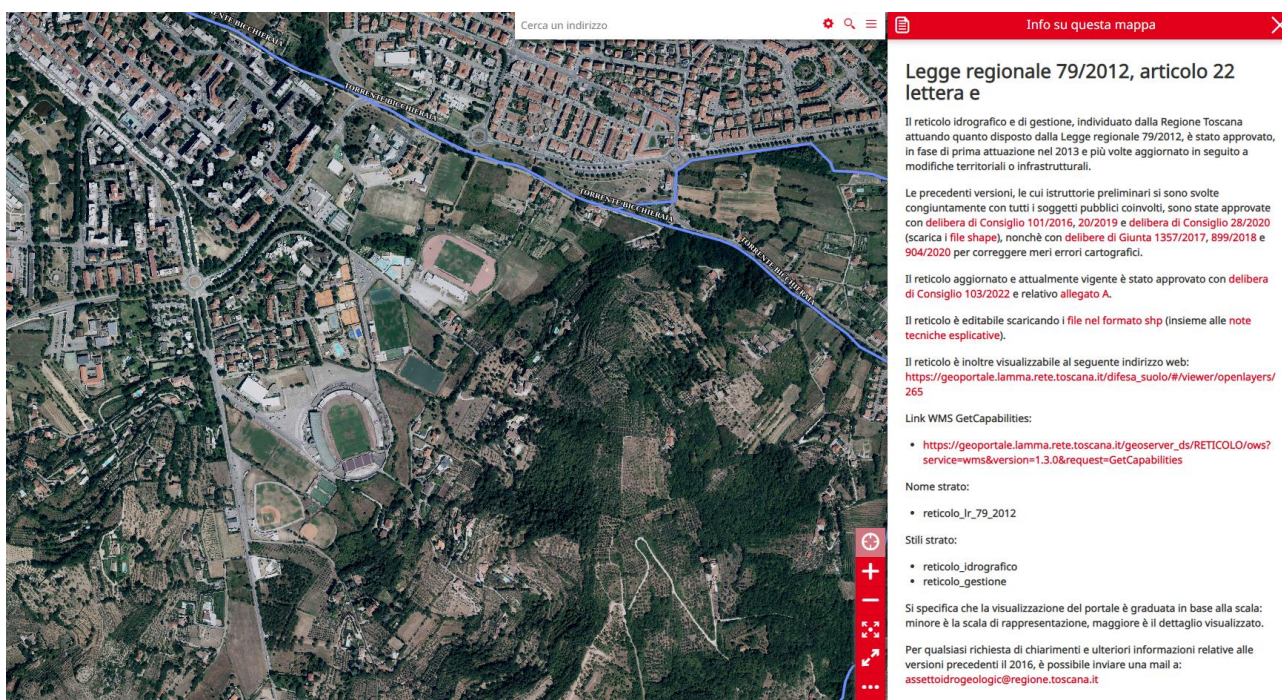 TORRENTE BICCHIERAIA
Cerca un indirizzo
TORRENTE BICCHIERAIA
TORRENTE BICCHIERAIA
TORRENTE BICCHIERAIA
Info su questa mappa
Legge regionale 79/2012, articolo 22
lettera e
Il reticolo idrografico e di gestione, individuato dalla Regione Toscana
attuando quanto disposto dalla Legge regionale 79/2012, è stato approvato,
in fase di prima attuazione nel 2013 e più volte aggiornato in seguito a
modifiche territoriali o infrastrutturali.
Le precedenti versioni, le cui istruttorie preliminari si sono svolte
congiuntamente con tutti i soggetti pubblici coinvolti, sono state approvate
con delibera di Consiglio 101/2016, 20/2019 e delibera di Consiglio 28/2020
(scarica i file shape), nonchè con delibere di Giunta 1357/2017, 899/2018 e
904/2020 per correggere meri errori cartografici.
Il reticolo aggiornato e attualmente vigente è stato approvato con delibera
di Consiglio 103/2022 e relativo allegato A.
Il reticolo è editabile scaricando i file nel formato shp (insieme alle note
tecniche esplicative).
Il reticolo è inoltre visualizzabile al seguente indirizzo web:
https://geoportale.lamma.rete.toscana.it/difesa_suolo/#/viewer/openlayers/
265
Link WMS GetCapabilities:
• https://geoportale.lamma.rete.toscana.it/geoserver_ds/RETICOLO/ows?
service=wms&version=1.3.0&request=GetCapabilities
Nome strato:
• reticolo_lr_79_2012
Stili strato:
• reticolo_idrografico
• reticolo_gestione
Si specifica che la visualizzazione del portale è graduata in base alla scala:
minore è la scala di rappresentazione, maggiore è il dettaglio visualizzato.
Per qualsiasi richiesta di chiarimenti e ulteriori informazioni relative alle
versioni precedenti il 2016, è possibile inviare una mail a:
assettoidrogeologic@regione.toscana.it